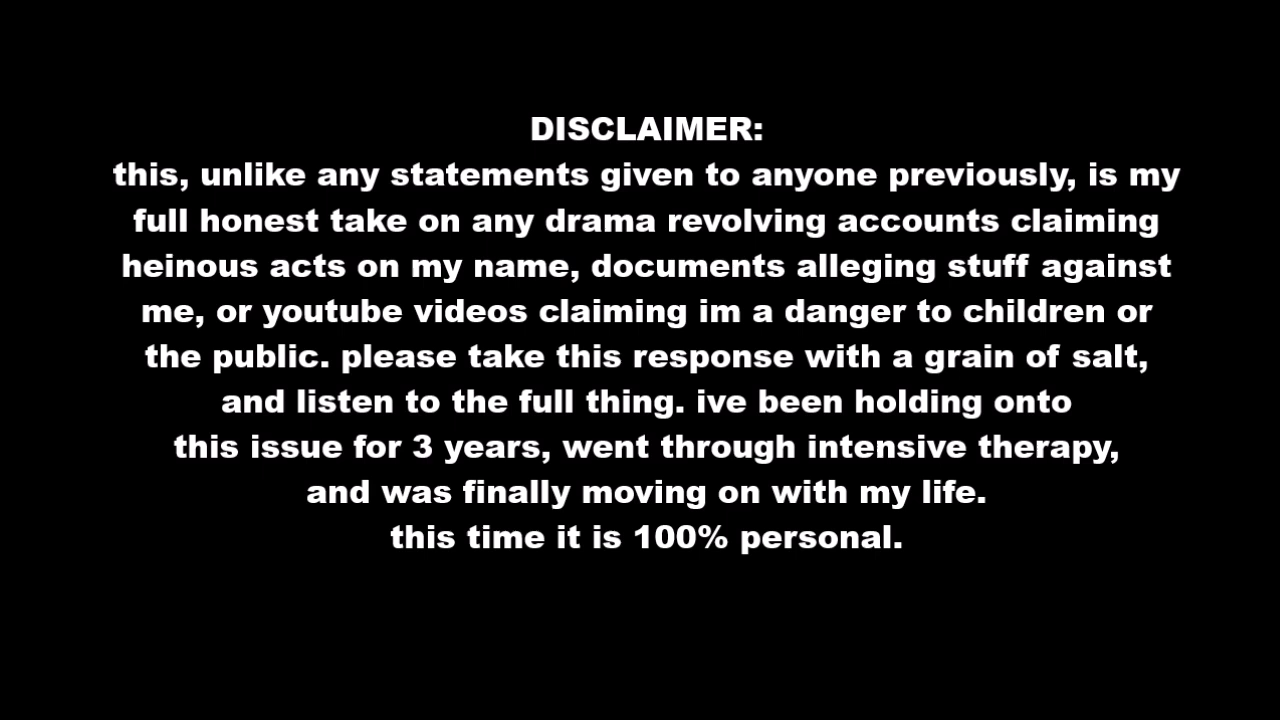 DISCLAIMER:
this, unlike any statements given to anyone previously, is my
full honest take on any drama revolving accounts claiming
heinous acts on my name, documents alleging stuff against
me, or youtube videos claiming im a danger to children or
the public. please take this response with a grain of salt,
and listen to the full thing. ive been holding onto
this issue for 3 years, went through intensive therapy,
and was finally moving on with my life.
this time it is 100% personal.